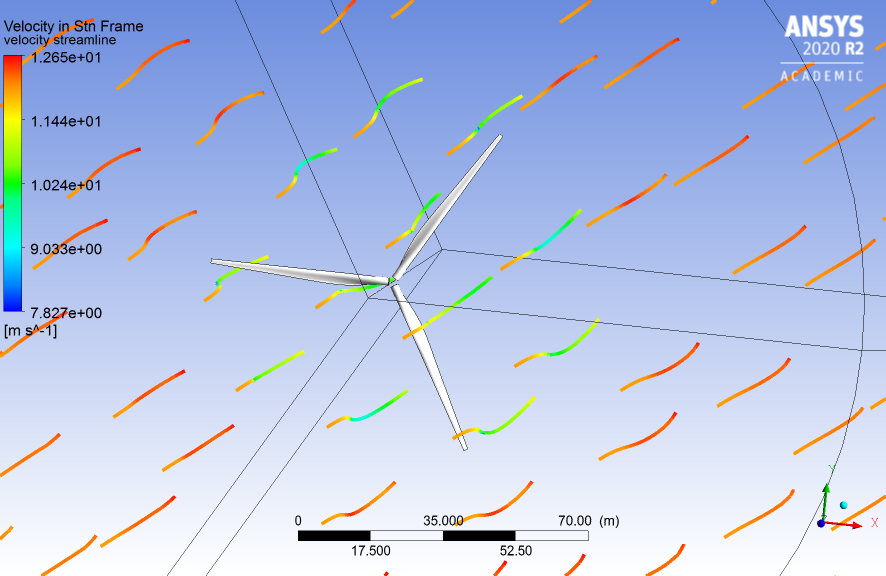 Velocity in Stn Frame
velocity streamline
1.265e+01
1.144e+01
1.024e+01
9.033e+00
7.827e+00
[m s^-1]
ANSYS
2020 R2
ACADEMIC
0 35.000 70.00 (m)
17.500 52.50
Y
X